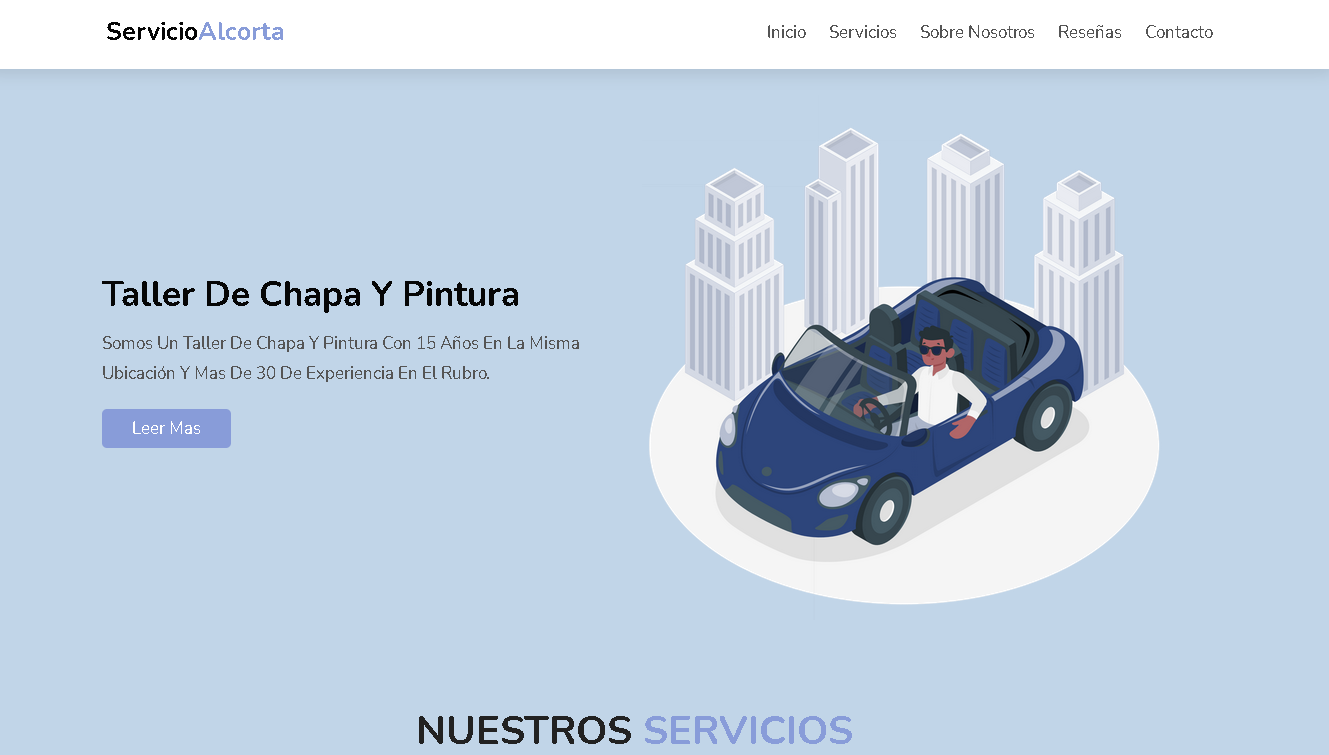 ServicioAlcorta
Inicio Servicios Sobre Nosotros Reseñas Contacto
Taller De Chapa Y Pintura
Somos Un Taller De Chapa Y Pintura Con 15 Años En La Misma
Ubicación Y Mas De 30 De Experiencia En El Rubro.
Leer Mas
NUESTROS SERVICIOS